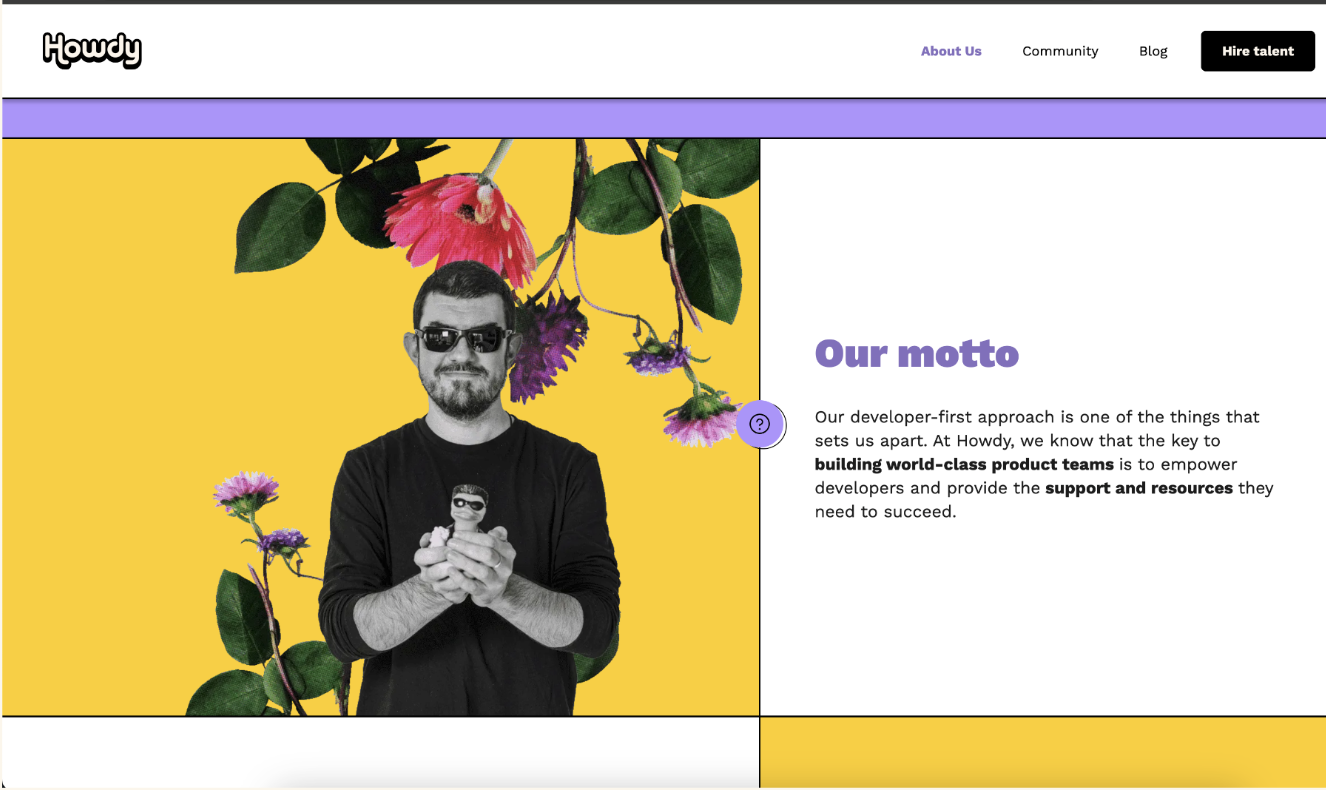 Howdy
About Us
Community
Blog
Hire talent
Our motto
Our developer-first approach is one of the things that
sets us apart. At Howdy, we know that the key to
building world-class product teams is to empower
developers and provide the support and resources they
need to succeed.
?